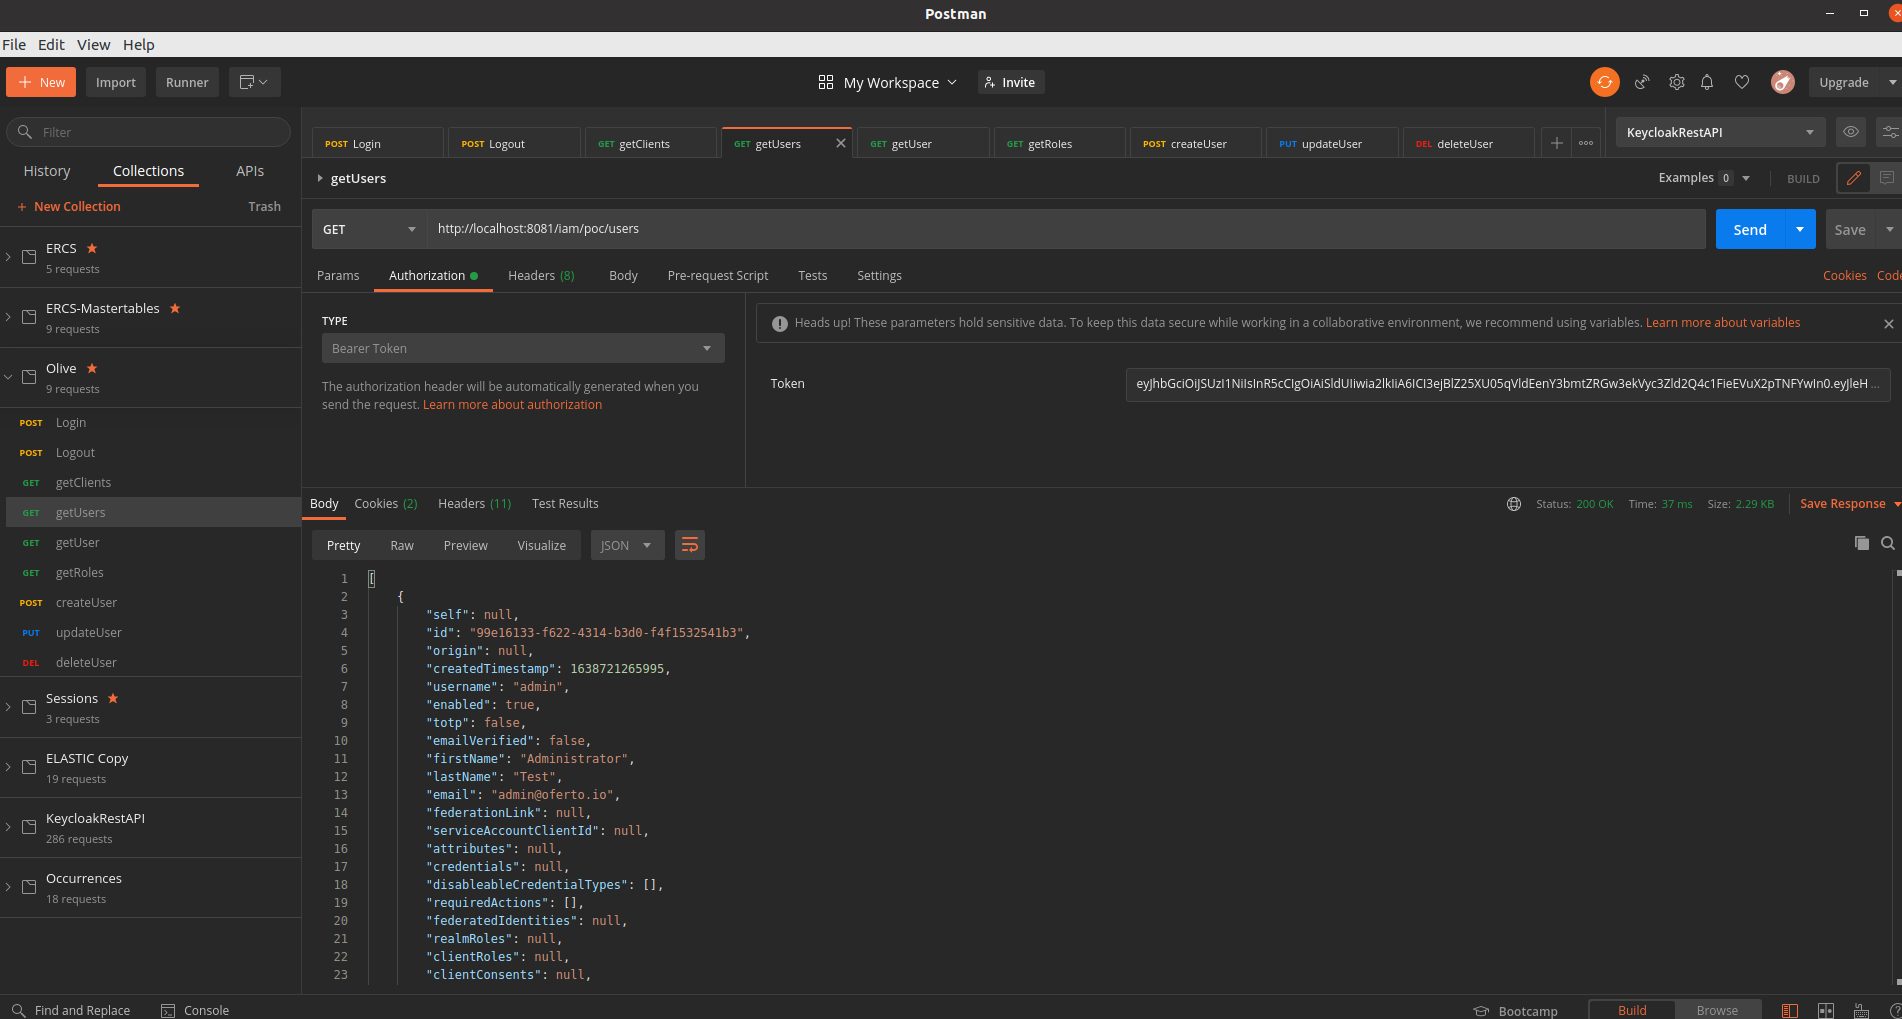 Postman
File Edit View Help
New Import Runner My Workspace Invite Upgrade
Filter
History Collections APIs
New Collection Trash
ERCS
5 requests
ERCS-Mastertables
9 requests
Olive
9 requests
POST Login
POST Logout
GET getClients
GET getUsers
GET getUser
GET getRoles
POST createUser
PUT updateUser
DEL deleteUser
Sessions
3 requests
ELASTIC Copy
19 requests
KeycloakRestAPI
286 requests
Occurrences
18 requests
POST Login POST Logout GET getClients GET getUsers GET getUser GET getRoles POST createUser PUT updateUser DEL deleteUser KeycloakRestAPI
getUsers Examples 0 BUILD
GET http://localhost:8081/iam/poc/users Send Save
Params Authorization Headers (8) Body Pre-request Script Tests Settings Cookies Code
TYPE
Bearer Token
The authorization header will be automatically generated when you
send the request. Learn more about authorization
Heads up! These parameters hold sensitive data. To keep this data secure while working in a collaborative environment, we recommend using variables. Learn more about variables
Token
Body Cookies (2) Headers (11) Test Results Status: 200 OK Time: 37 ms Size: 2.29 KB Save Response
Pretty Raw Preview Visualize JSON
1 [
2 {
3 "self": null,
4 "id": "99e16133-f622-4314-b3d0-f4f1532541b3",
5 "origin": null,
6 "createdTimestamp": 1638721265995,
7 "username": "admin",
8 "enabled": true,
9 "totp": false,
10 "emailVerified": false,
11 "firstName": "Administrator",
12 "lastName": "Test",
13 "email": "admin@oferto.io",
14 "federationLink": null,
15 "serviceAccountClientId": null,
16 "attributes": null,
17 "credentials": null,
18 "disableableCredentialTypes": [],
19 "requiredActions": [],
20 "federatedIdentities": null,
21 "realmRoles": null,
22 "clientRoles": null,
23 "clientConsents": null,
Find and Replace Console Bootcamp Build Browse